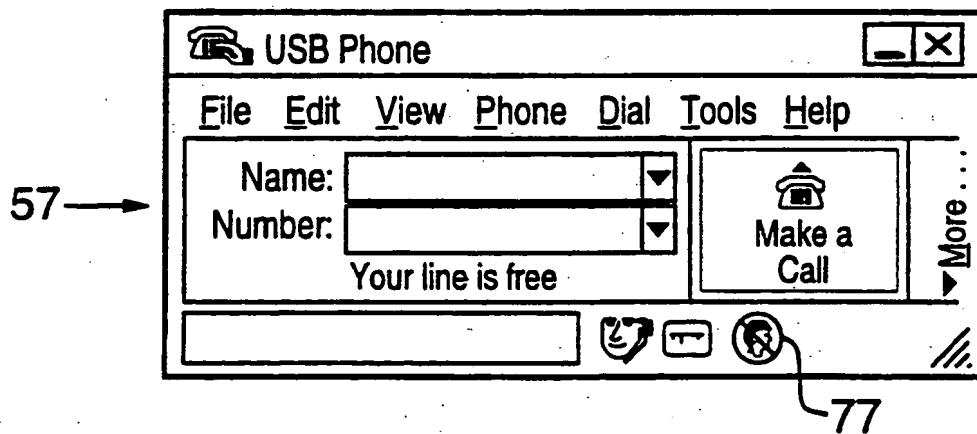 USB Phone
File Edit View Phone Dial Tools Help
57
Name:
Number:
Your line is free
Make a
Call
More...
77